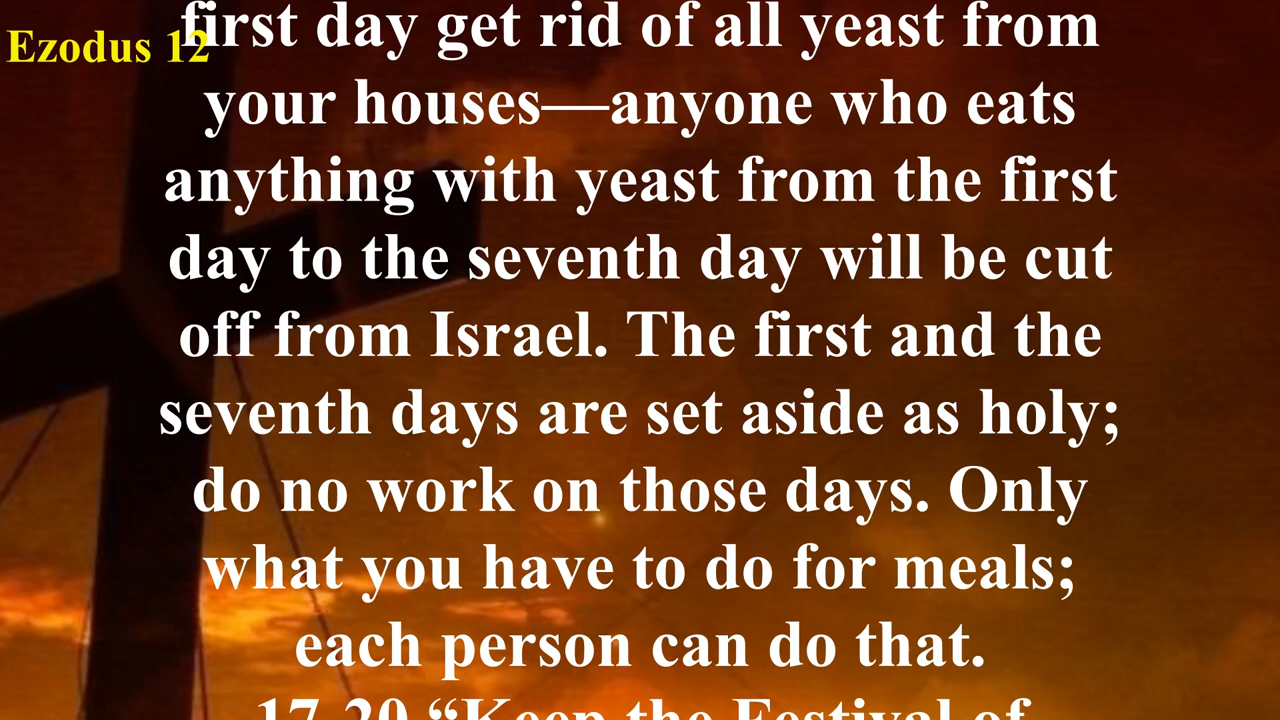 Ezodus 12
first day get rid of all yeast from
your houses—anyone who eats
anything with yeast from the first
day to the seventh day will be cut
off from Israel. The first and the
seventh days are set aside as holy;
do no work on those days. Only
what you have to do for meals;
each person can do that.
17-20 “Keep the Festival of